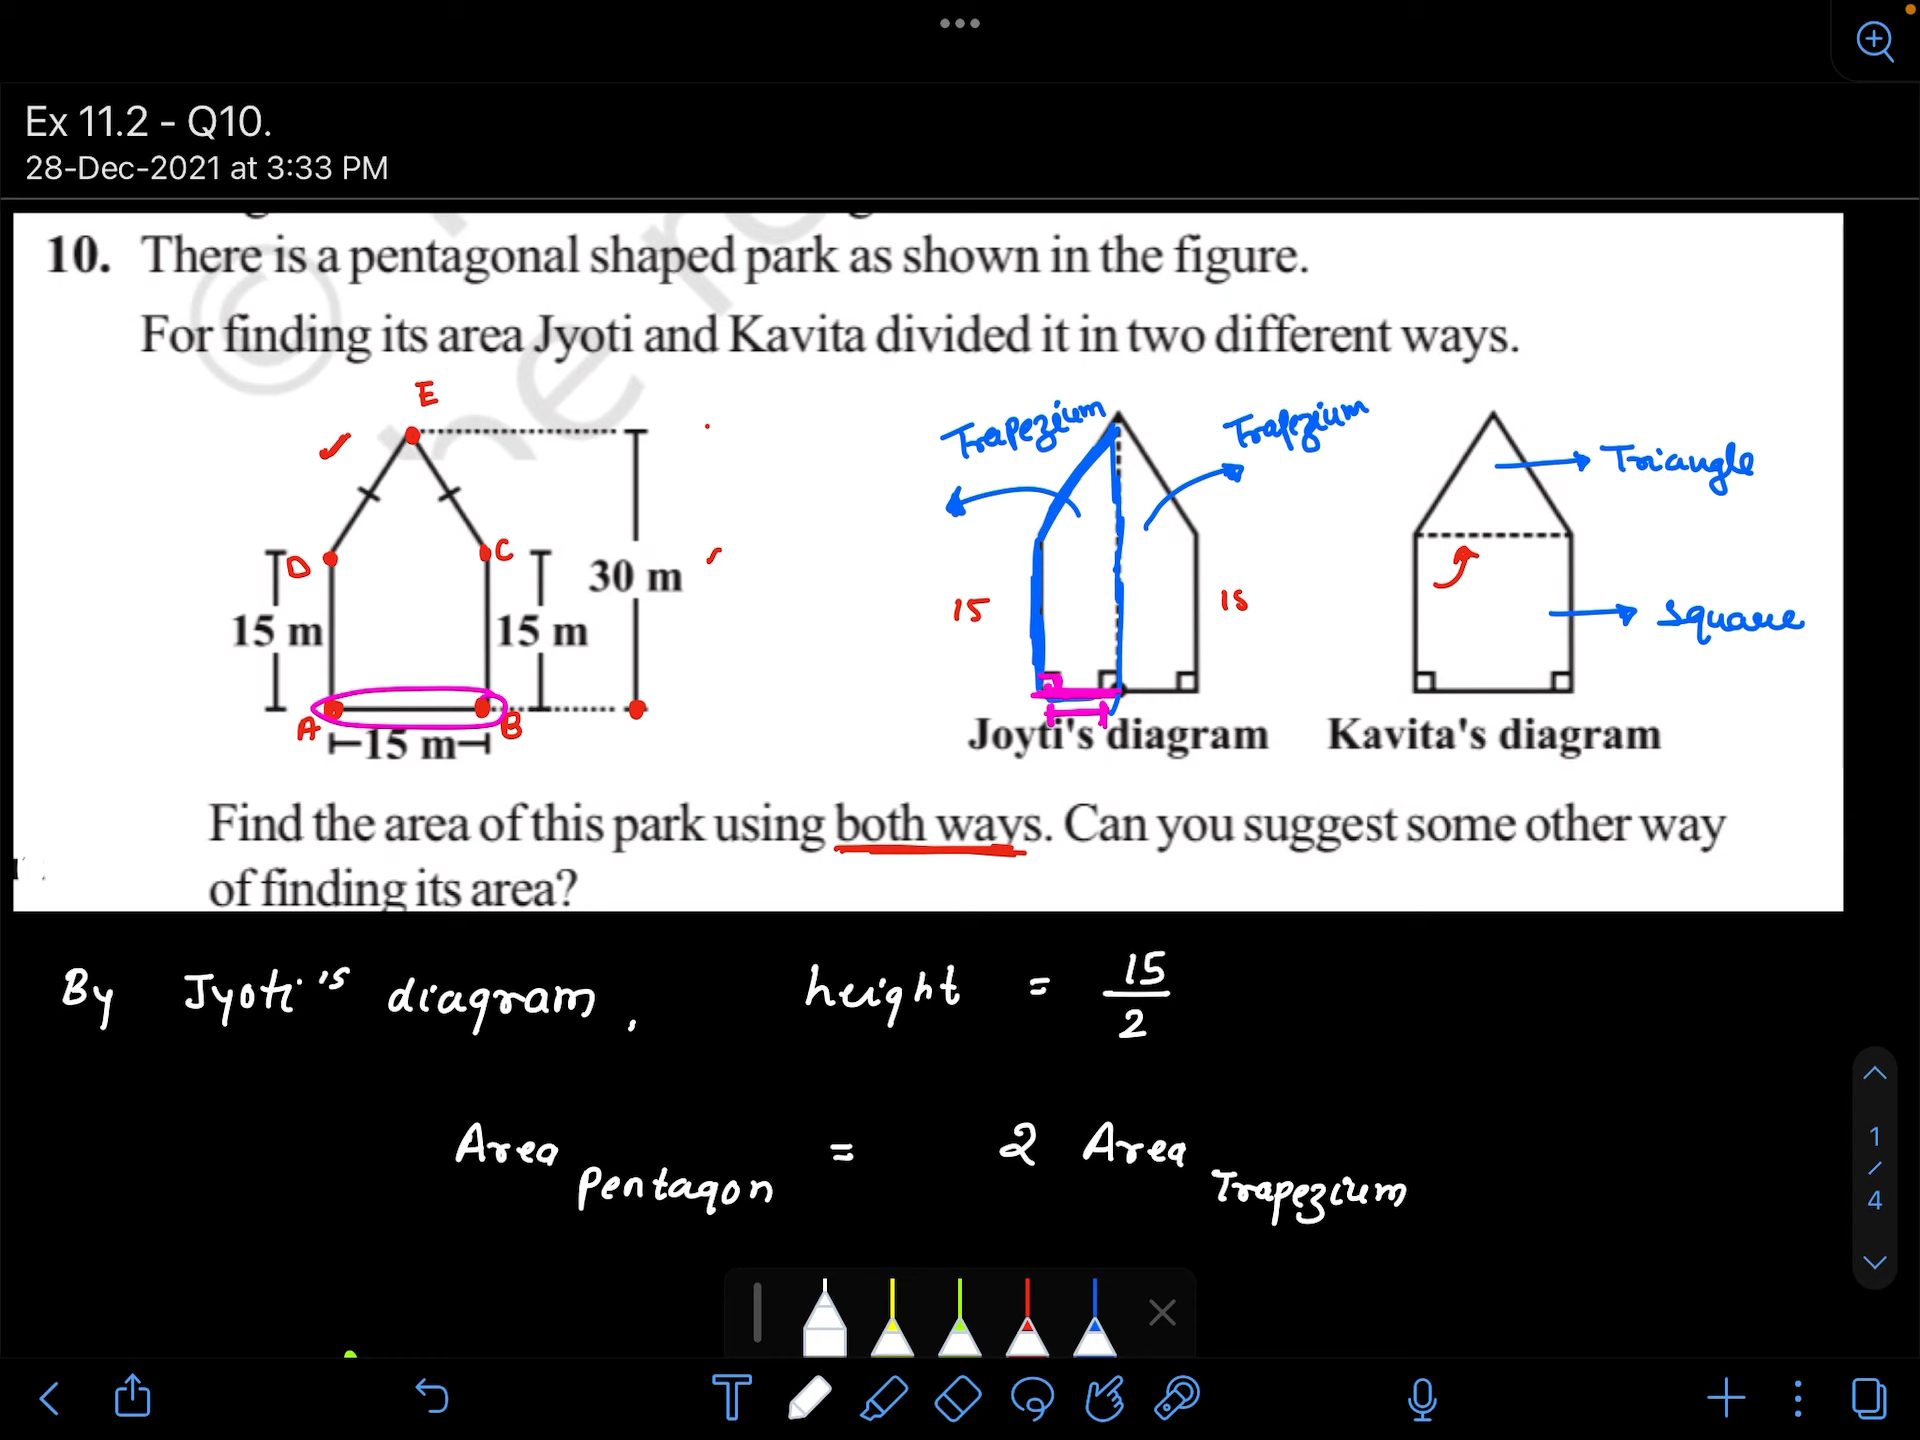 Ex 11.2 - Q10.
28-Dec-2021 at 3:33 PM
10. There is a pentagonal shaped park as shown in the figure.
For finding its area Jyoti and Kavita divided it in two different ways.
E
Trapezium
Trapezium
Triangle
D
C
30 m
15 m
15 m
15
15
square
A
B
15 m
Joyti's diagram
Kavita's diagram
Find the area of this park using both ways. Can you suggest some other way
of finding its area?
By Jyoti's diagram, height = 15/2
Area pentagon = 2 Area Trapezium
1
/
4
T